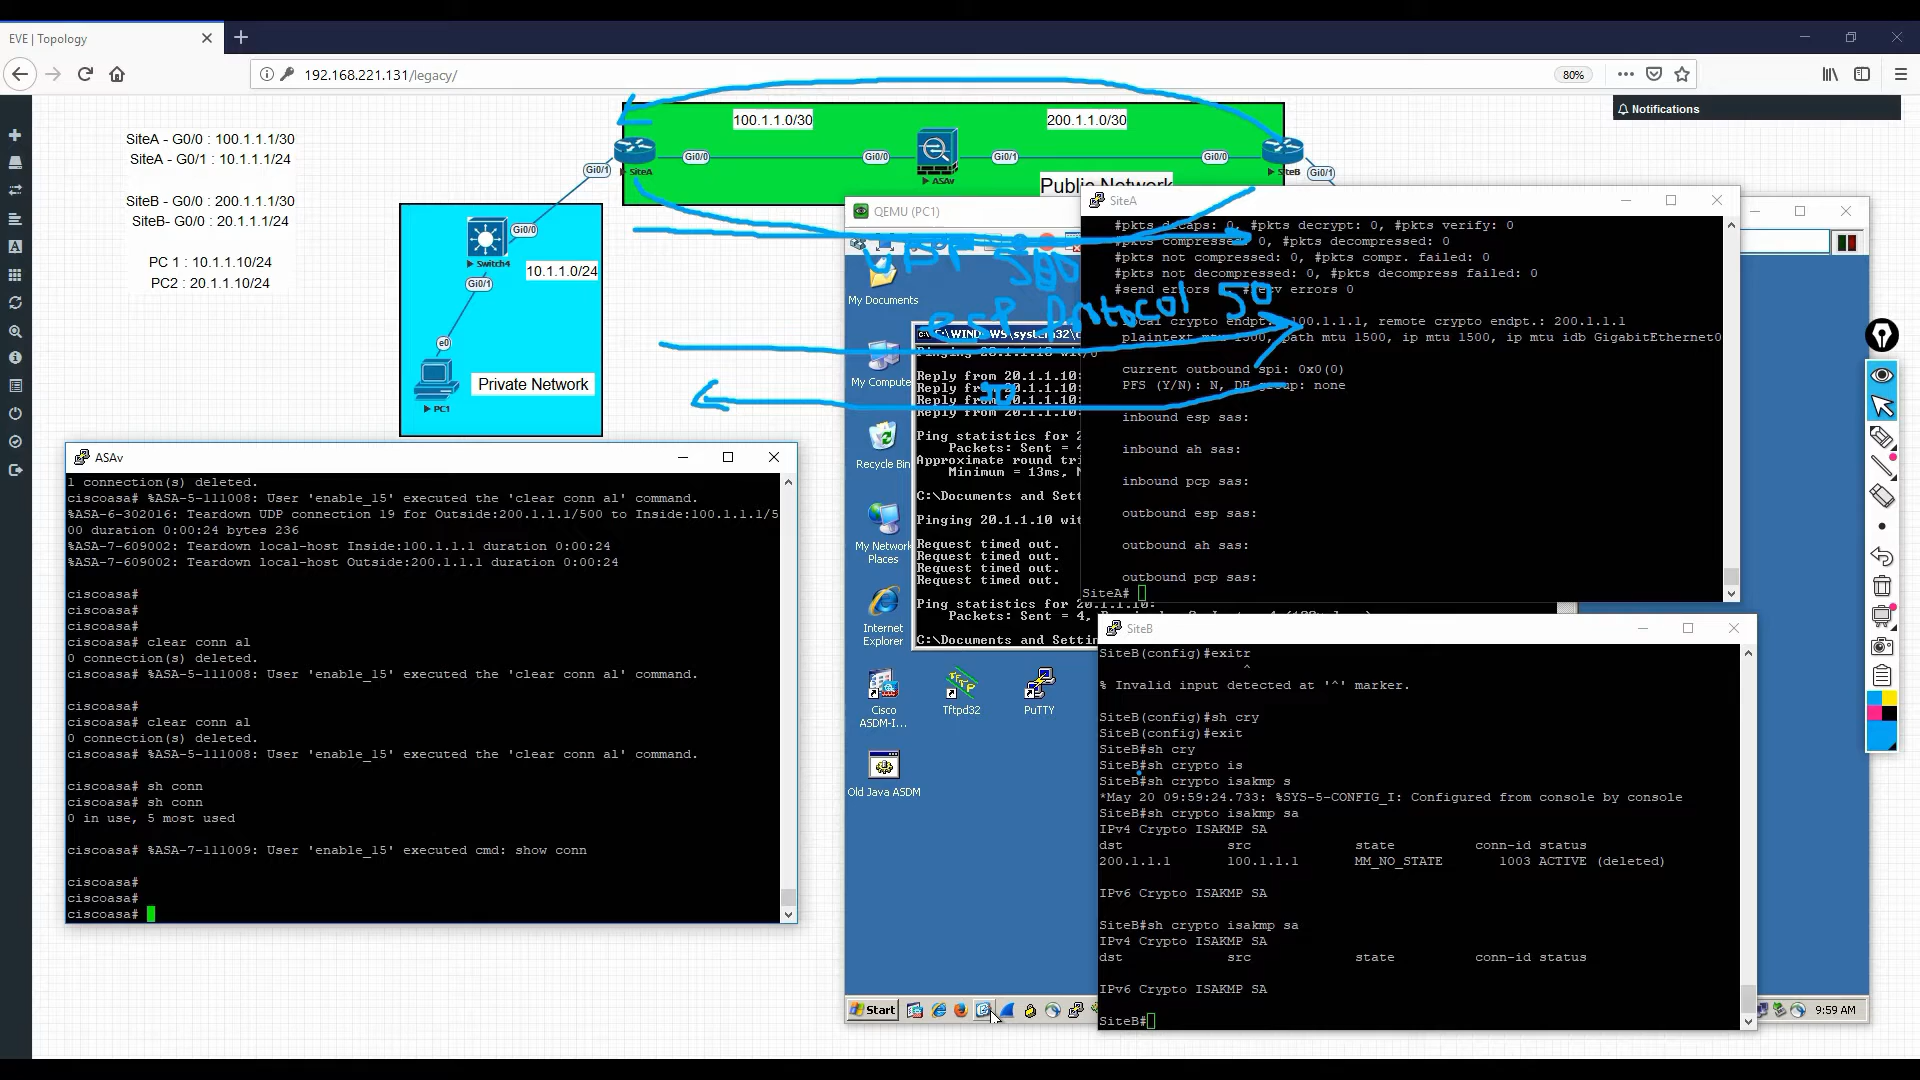 EVE | Topology
192.168.221.131/legacy/
80%
Notifications
SiteA - G0/0 : 100.1.1.1/30
SiteA - G0/1 : 10.1.1.1/24
SiteB - G0/0 : 200.1.1.1/30
SiteB- G0/0 : 20.1.1.1/24
PC 1 : 10.1.1.10/24
PC2 : 20.1.1.10/24
100.1.1.0/30
200.1.1.0/30
Gi0/1
SiteA
Gi0/0
Gi0/0
ASAv
Gi0/1
Gi0/0
SiteB
Gi0/1
Public Network
Gi0/0
Switch4
10.1.1.0/24
Gi0/1
e0
PC1
Private Network
500
esp Protocol 50
ASAv
1 connection(s) deleted.
ciscoasa# %ASA-5-111008: User 'enable_15' executed the 'clear conn al' command.
%ASA-6-302016: Teardown UDP connection 19 for Outside:200.1.1.1/500 to Inside:100.1.1.1/5
00 duration 0:00:24 bytes 236
%ASA-7-609002: Teardown local-host Inside:100.1.1.1 duration 0:00:24
%ASA-7-609002: Teardown local-host Outside:200.1.1.1 duration 0:00:24
ciscoasa#
ciscoasa#
ciscoasa#
ciscoasa# clear conn al
0 connection(s) deleted.
ciscoasa# %ASA-5-111008: User 'enable_15' executed the 'clear conn al' command.
ciscoasa#
ciscoasa# clear conn al
0 connection(s) deleted.
ciscoasa# %ASA-5-111008: User 'enable_15' executed the 'clear conn al' command.
ciscoasa# sh conn
ciscoasa# sh conn
0 in use, 5 most used
ciscoasa# %ASA-7-111009: User 'enable_15' executed cmd: show conn
ciscoasa#
ciscoasa#
ciscoasa#
QEMU (PC1)
My Documents
My Compute
Recycle Bin
My Network
Places
Internet
Explorer
Cisco
ASDM-I...
Tftpd32
PuTTY
Old Java ASDM
C:\WINDOWS\system32\c
Reply from 20.1.1.10:
Reply from 20.1.1.10:
Reply from 20.1.1.10:
Reply from 20.1.1.10:
Ping statistics for 2
Packets: Sent = 4
Approximate round tri
Minimum = 13ms,
C:\Documents and Sett
Pinging 20.1.1.10 wit
Request timed out.
Request timed out.
Request timed out.
Request timed out.
Ping statistics for 20.1.1.10:
Packets: Sent = 4,
C:\Documents and Settin
Start
9:59 AM
SiteA
#pkts decaps: 0, #pkts decrypt: 0, #pkts verify: 0
#pkts compressed: 0, #pkts decompressed: 0
#pkts not compressed: 0, #pkts compr. failed: 0
#pkts not decompressed: 0, #pkts decompress failed: 0
#send errors #recv errors 0
local crypto endpt.: 100.1.1.1, remote crypto endpt.: 200.1.1.1
plaintext mtu 1500, path mtu 1500, ip mtu 1500, ip mtu idb GigabitEthernet0
current outbound spi: 0x0(0)
PFS (Y/N): N, DH group: none
inbound esp sas:
inbound ah sas:
inbound pcp sas:
outbound esp sas:
outbound ah sas:
outbound pcp sas:
SiteA#
SiteB
SiteB(config)#exitr
^
% Invalid input detected at '^' marker.
SiteB(config)#sh cry
SiteB(config)#exit
SiteB#sh cry
SiteB#sh crypto is
SiteB#sh crypto isakmp s
*May 20 09:59:24.733: %SYS-5-CONFIG_I: Configured from console by console
SiteB#sh crypto isakmp sa
IPv4 Crypto ISAKMP SA
dst src state conn-id status
200.1.1.1 100.1.1.1 MM_NO_STATE 1003 ACTIVE (deleted)
IPv6 Crypto ISAKMP SA
SiteB#sh crypto isakmp sa
IPv4 Crypto ISAKMP SA
dst src state conn-id status
IPv6 Crypto ISAKMP SA
SiteB#